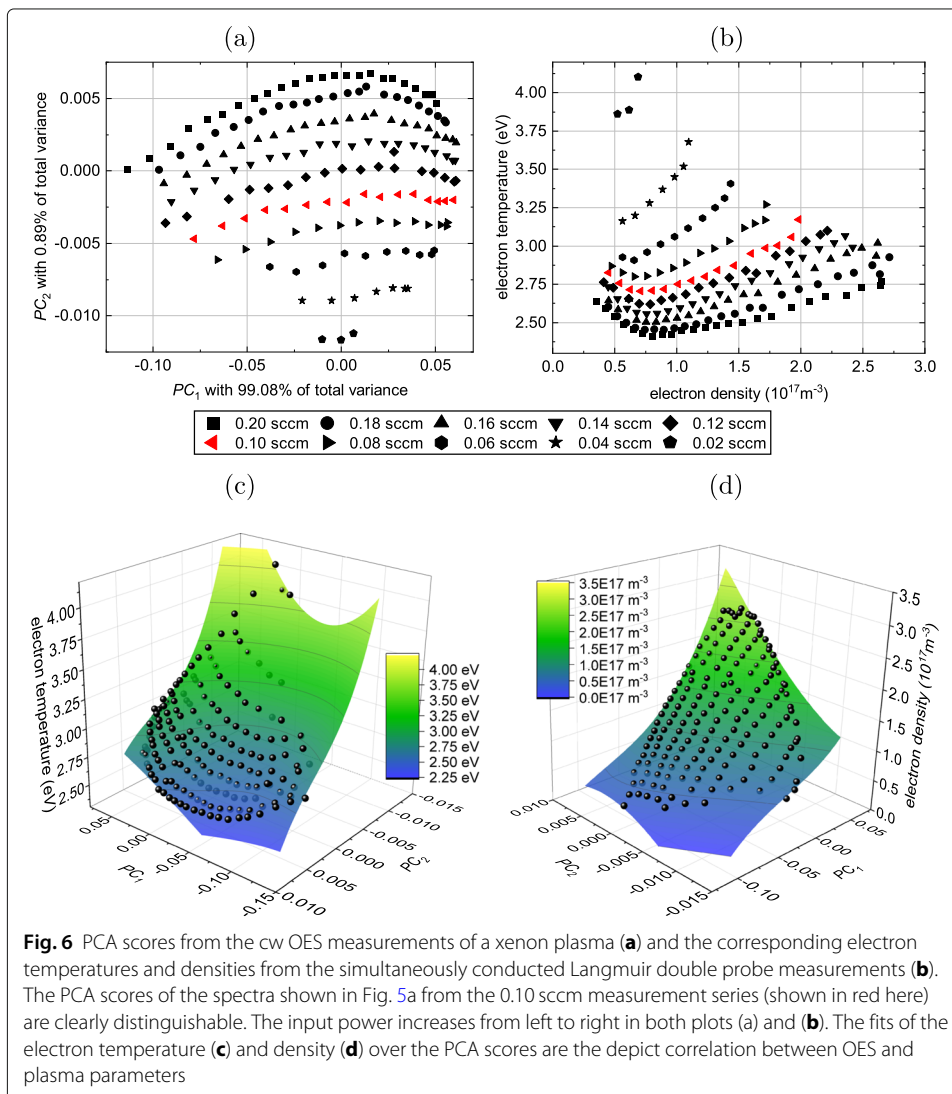 (a) (b)
0.005
0.000
-0.005
-0.010
PC2 with 0.89% of total variance
-0.10 -0.05 0.00 0.05
PC1 with 99.08% of total variance
4.00
3.75
3.50
3.25
3.00
2.75
2.50
electron temperature (eV)
0.0 0.5 1.0 1.5 2.0 2.5 3.0
electron density (10^17 m^-3)
0.20 sccm 0.18 sccm 0.16 sccm 0.14 sccm 0.12 sccm
0.10 sccm 0.08 sccm 0.06 sccm 0.04 sccm 0.02 sccm
(c) (d)
4.00
3.75
3.50
3.25
3.00
2.75
2.50
electron temperature (eV)
0.05
0.00
-0.05
-0.10
-0.15
PC1
-0.015
-0.010
-0.005
0.000
0.005
0.010
PC2
4.00 eV
3.75 eV
3.50 eV
3.25 eV
3.00 eV
2.75 eV
2.50 eV
2.25 eV
3.5E17 m^-3
3.0E17 m^-3
2.5E17 m^-3
2.0E17 m^-3
1.5E17 m^-3
1.0E17 m^-3
0.5E17 m^-3
0.0E17 m^-3
3.5
3.0
2.5
2.0
1.5
1.0
0.5
0.0
electron density (10^17 m^-3)
0.010
0.005
0.000
-0.005
-0.010
-0.015
PC2
0.05
0.00
-0.05
-0.10
PC1
Fig. 6 PCA scores from the cw OES measurements of a xenon plasma (a) and the corresponding electron
temperatures and densities from the simultaneously conducted Langmuir double probe measurements (b).
The PCA scores of the spectra shown in Fig. 5a from the 0.10 sccm measurement series (shown in red here)
are clearly distinguishable. The input power increases from left to right in both plots (a) and (b). The fits of the
electron temperature (c) and density (d) over the PCA scores are the depict correlation between OES and
plasma parameters